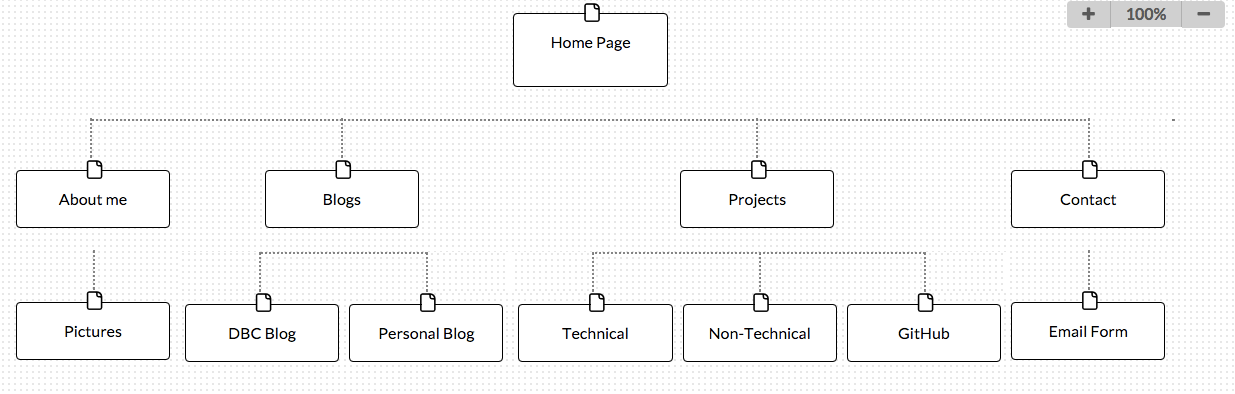 Home Page
+ 100% −
About me
Blogs
Projects
Contact
Pictures
DBC Blog
Personal Blog
Technical
Non-Technical
GitHub
Email Form